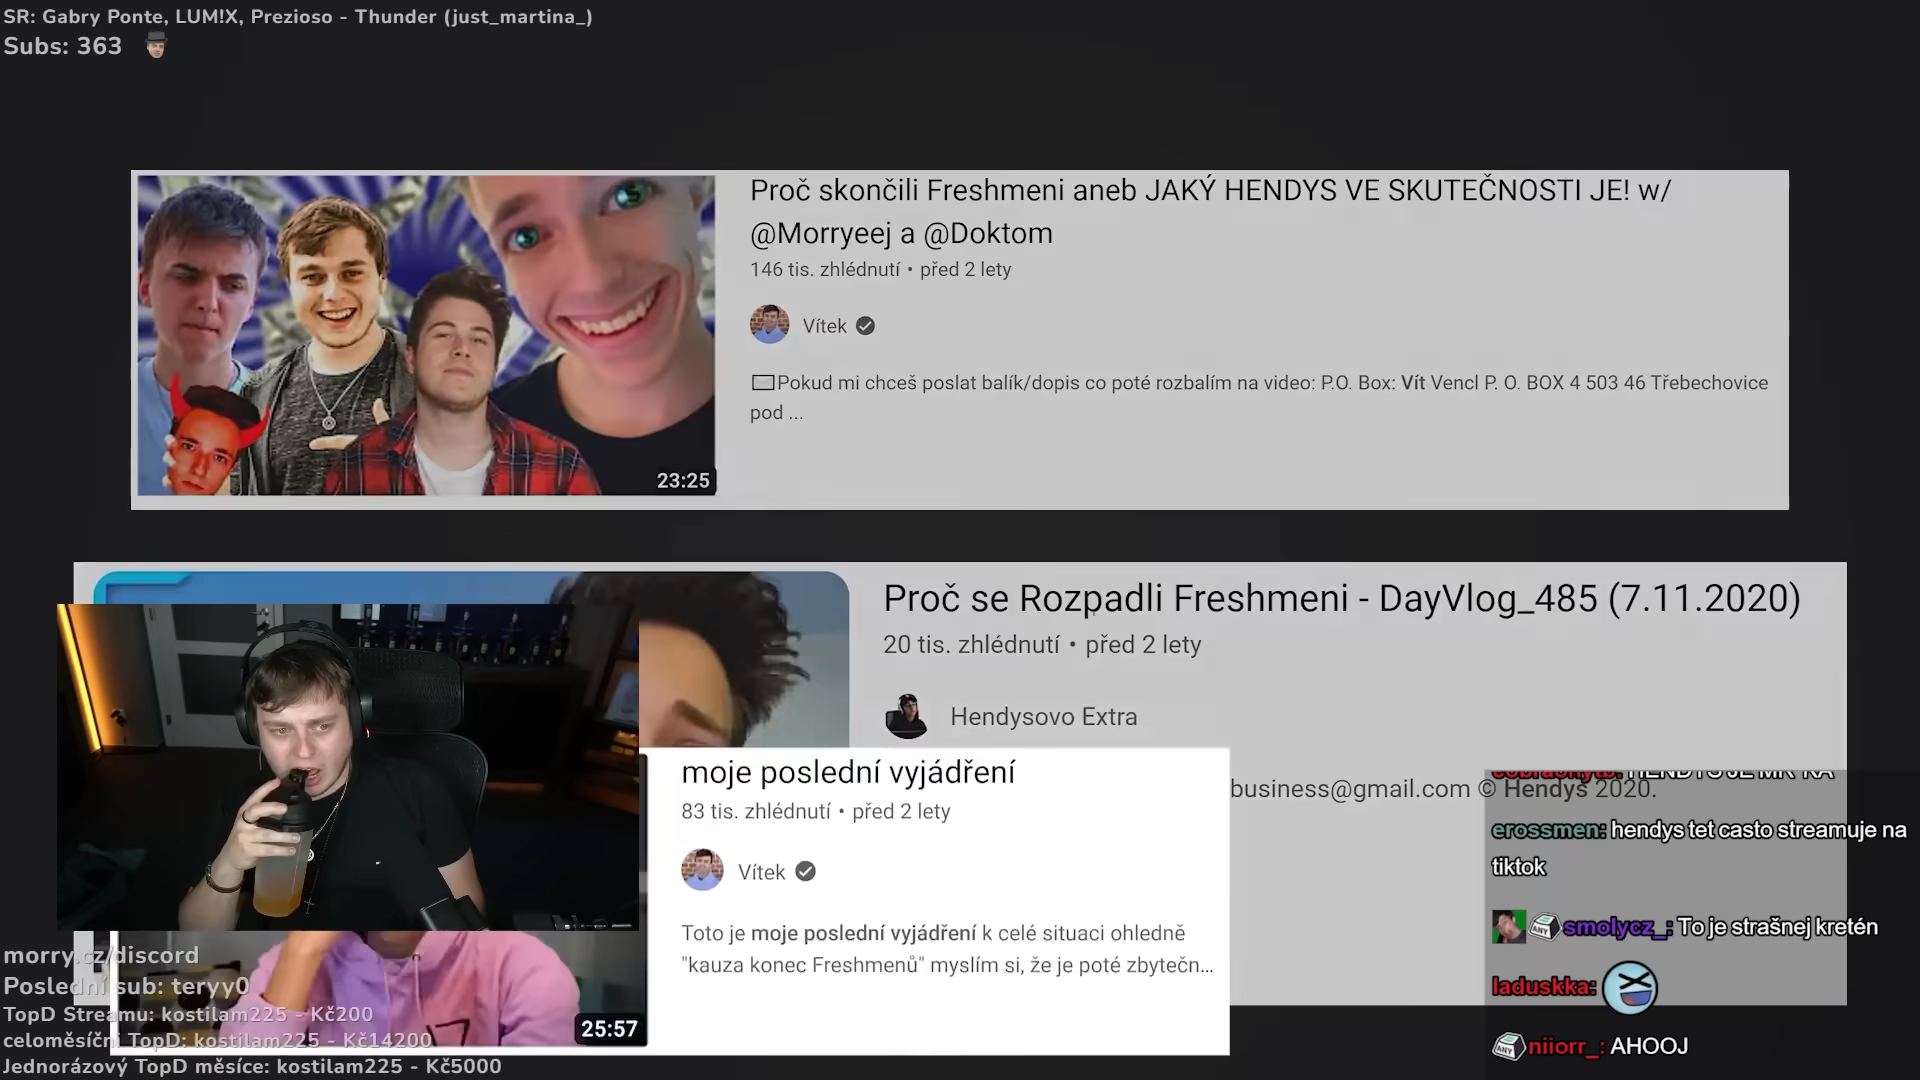 SR: Gabry Ponte, LUM!X, Prezioso - Thunder (just_martina_)
Subs: 363
Proč skončili Freshmeni aneb JAKÝ HENDYS VE SKUTEČNOSTI JE! w/
@Morryeej a @Doktom
146 tis. zhlédnutí • před 2 lety
Vítek
Pokud mi chceš poslat balík/dopis co poté rozbalím na video: P.O. Box: Vít Vencl P. O. BOX 4 503 46 Třebechovice
pod ...
23:25
Proč se Rozpadli Freshmeni - DayVlog_485 (7.11.2020)
20 tis. zhlédnutí • před 2 lety
Hendysovo Extra
business@gmail.com © Hendys 2020.
moje poslední vyjádření
83 tis. zhlédnutí • před 2 lety
Vítek
Toto je moje poslední vyjádření k celé situaci ohledně
"kauza konec Freshmenů" myslím si, že je poté zbytečn...
25:57
erossmen: hendys tet casto streamuje na
tiktok
ANY smolycz_: To je strašnej kretén
laduskka:
ANY niiorr_: AHOOJ
morry.cz/discord
Poslední sub: teryy0
TopD Streamu: kostilam225 - Kč200
celoměsíční TopD: kostilam225 - Kč14200
Jednorázový TopD měsíce: kostilam225 - Kč5000